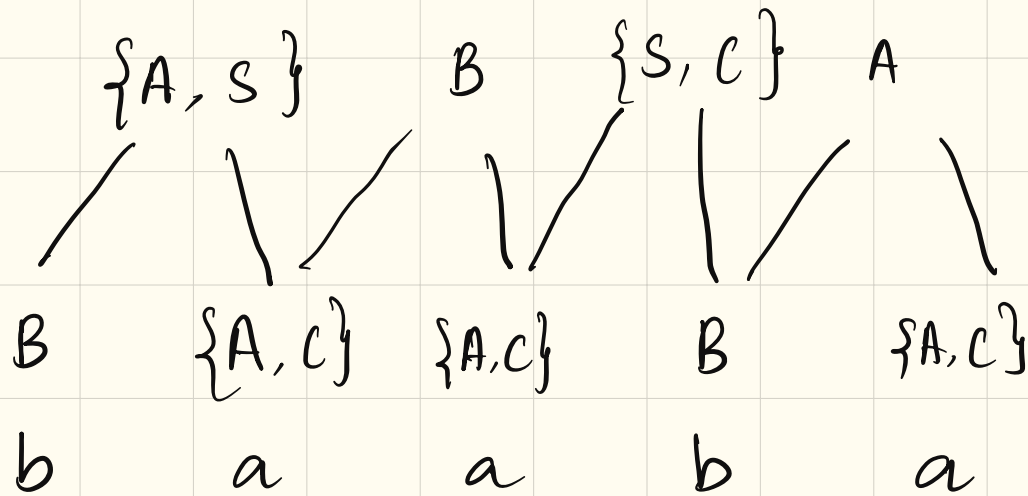 {A, S} B {S, C} A
B {A, C} {A, C} B {A, C}
b a a b a